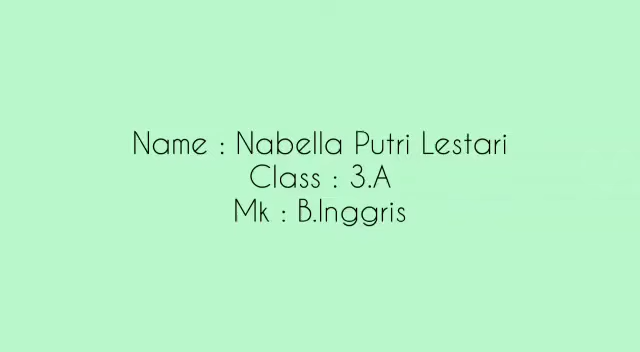 Name : Nabella Putri Lestari
Class : 3.A
Mk : B.Inggris